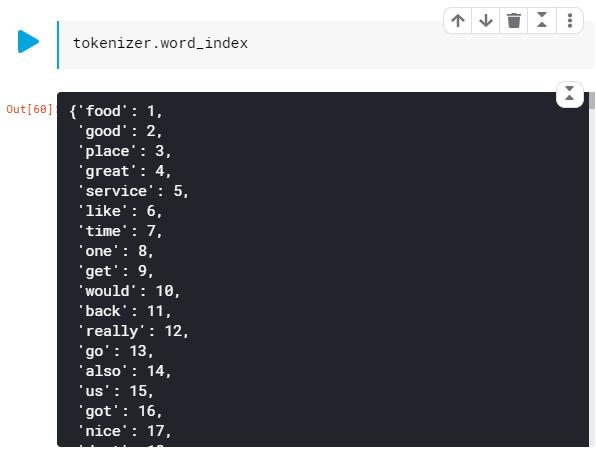 tokenizer.word_index
Out[60]:
{'food': 1,
'good': 2,
'place': 3,
'great': 4,
'service': 5,
'like': 6,
'time': 7,
'one': 8,
'get': 9,
'would': 10,
'back': 11,
'really': 12,
'go': 13,
'also': 14,
'us': 15,
'got': 16,
'nice': 17,